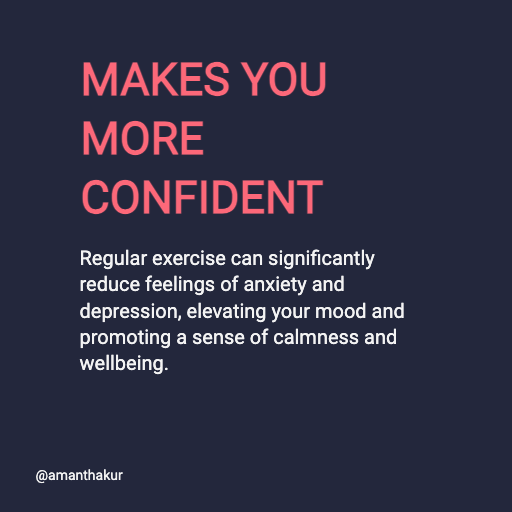 MAKES YOU
MORE
CONFIDENT
Regular exercise can significantly
reduce feelings of anxiety and
depression, elevating your mood and
promoting a sense of calmness and
wellbeing.
@amanthakur